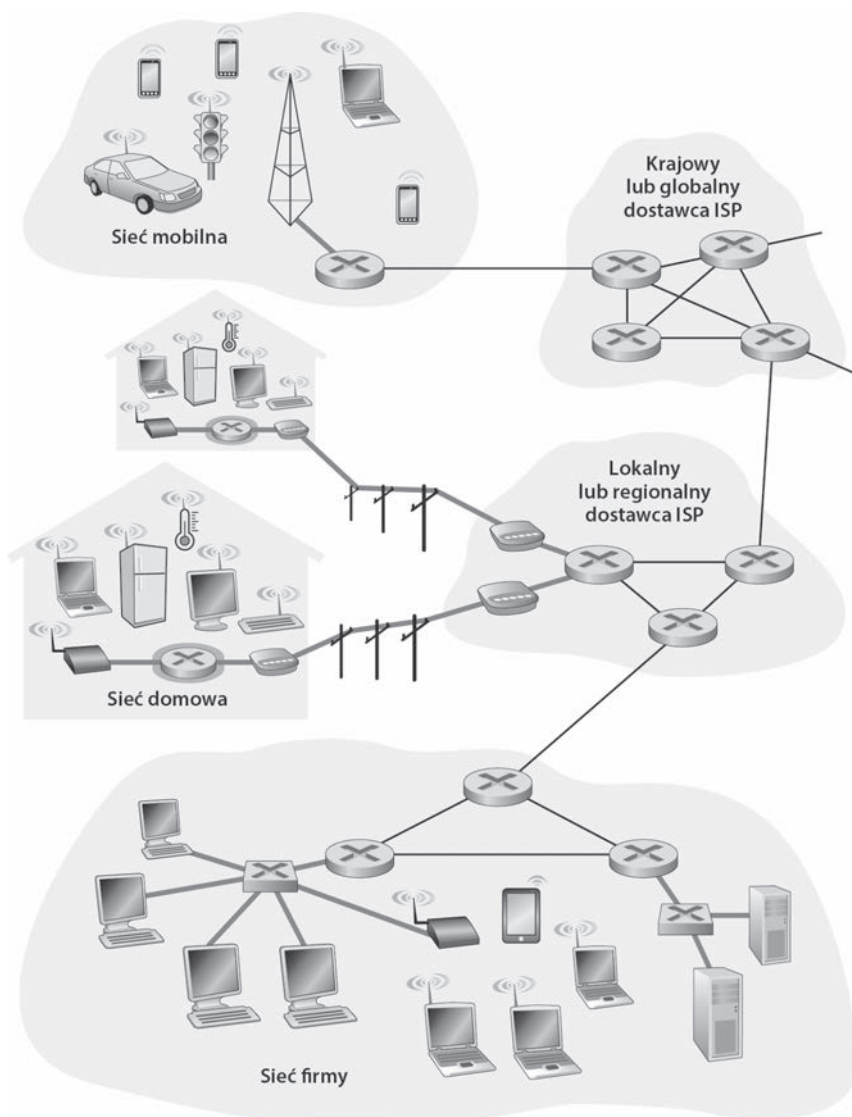 Sieć mobilna
Krajowy
lub globalny
dostawca ISP
Lokalny
lub regionalny
dostawca ISP
Sieć domowa
Sieć firmy